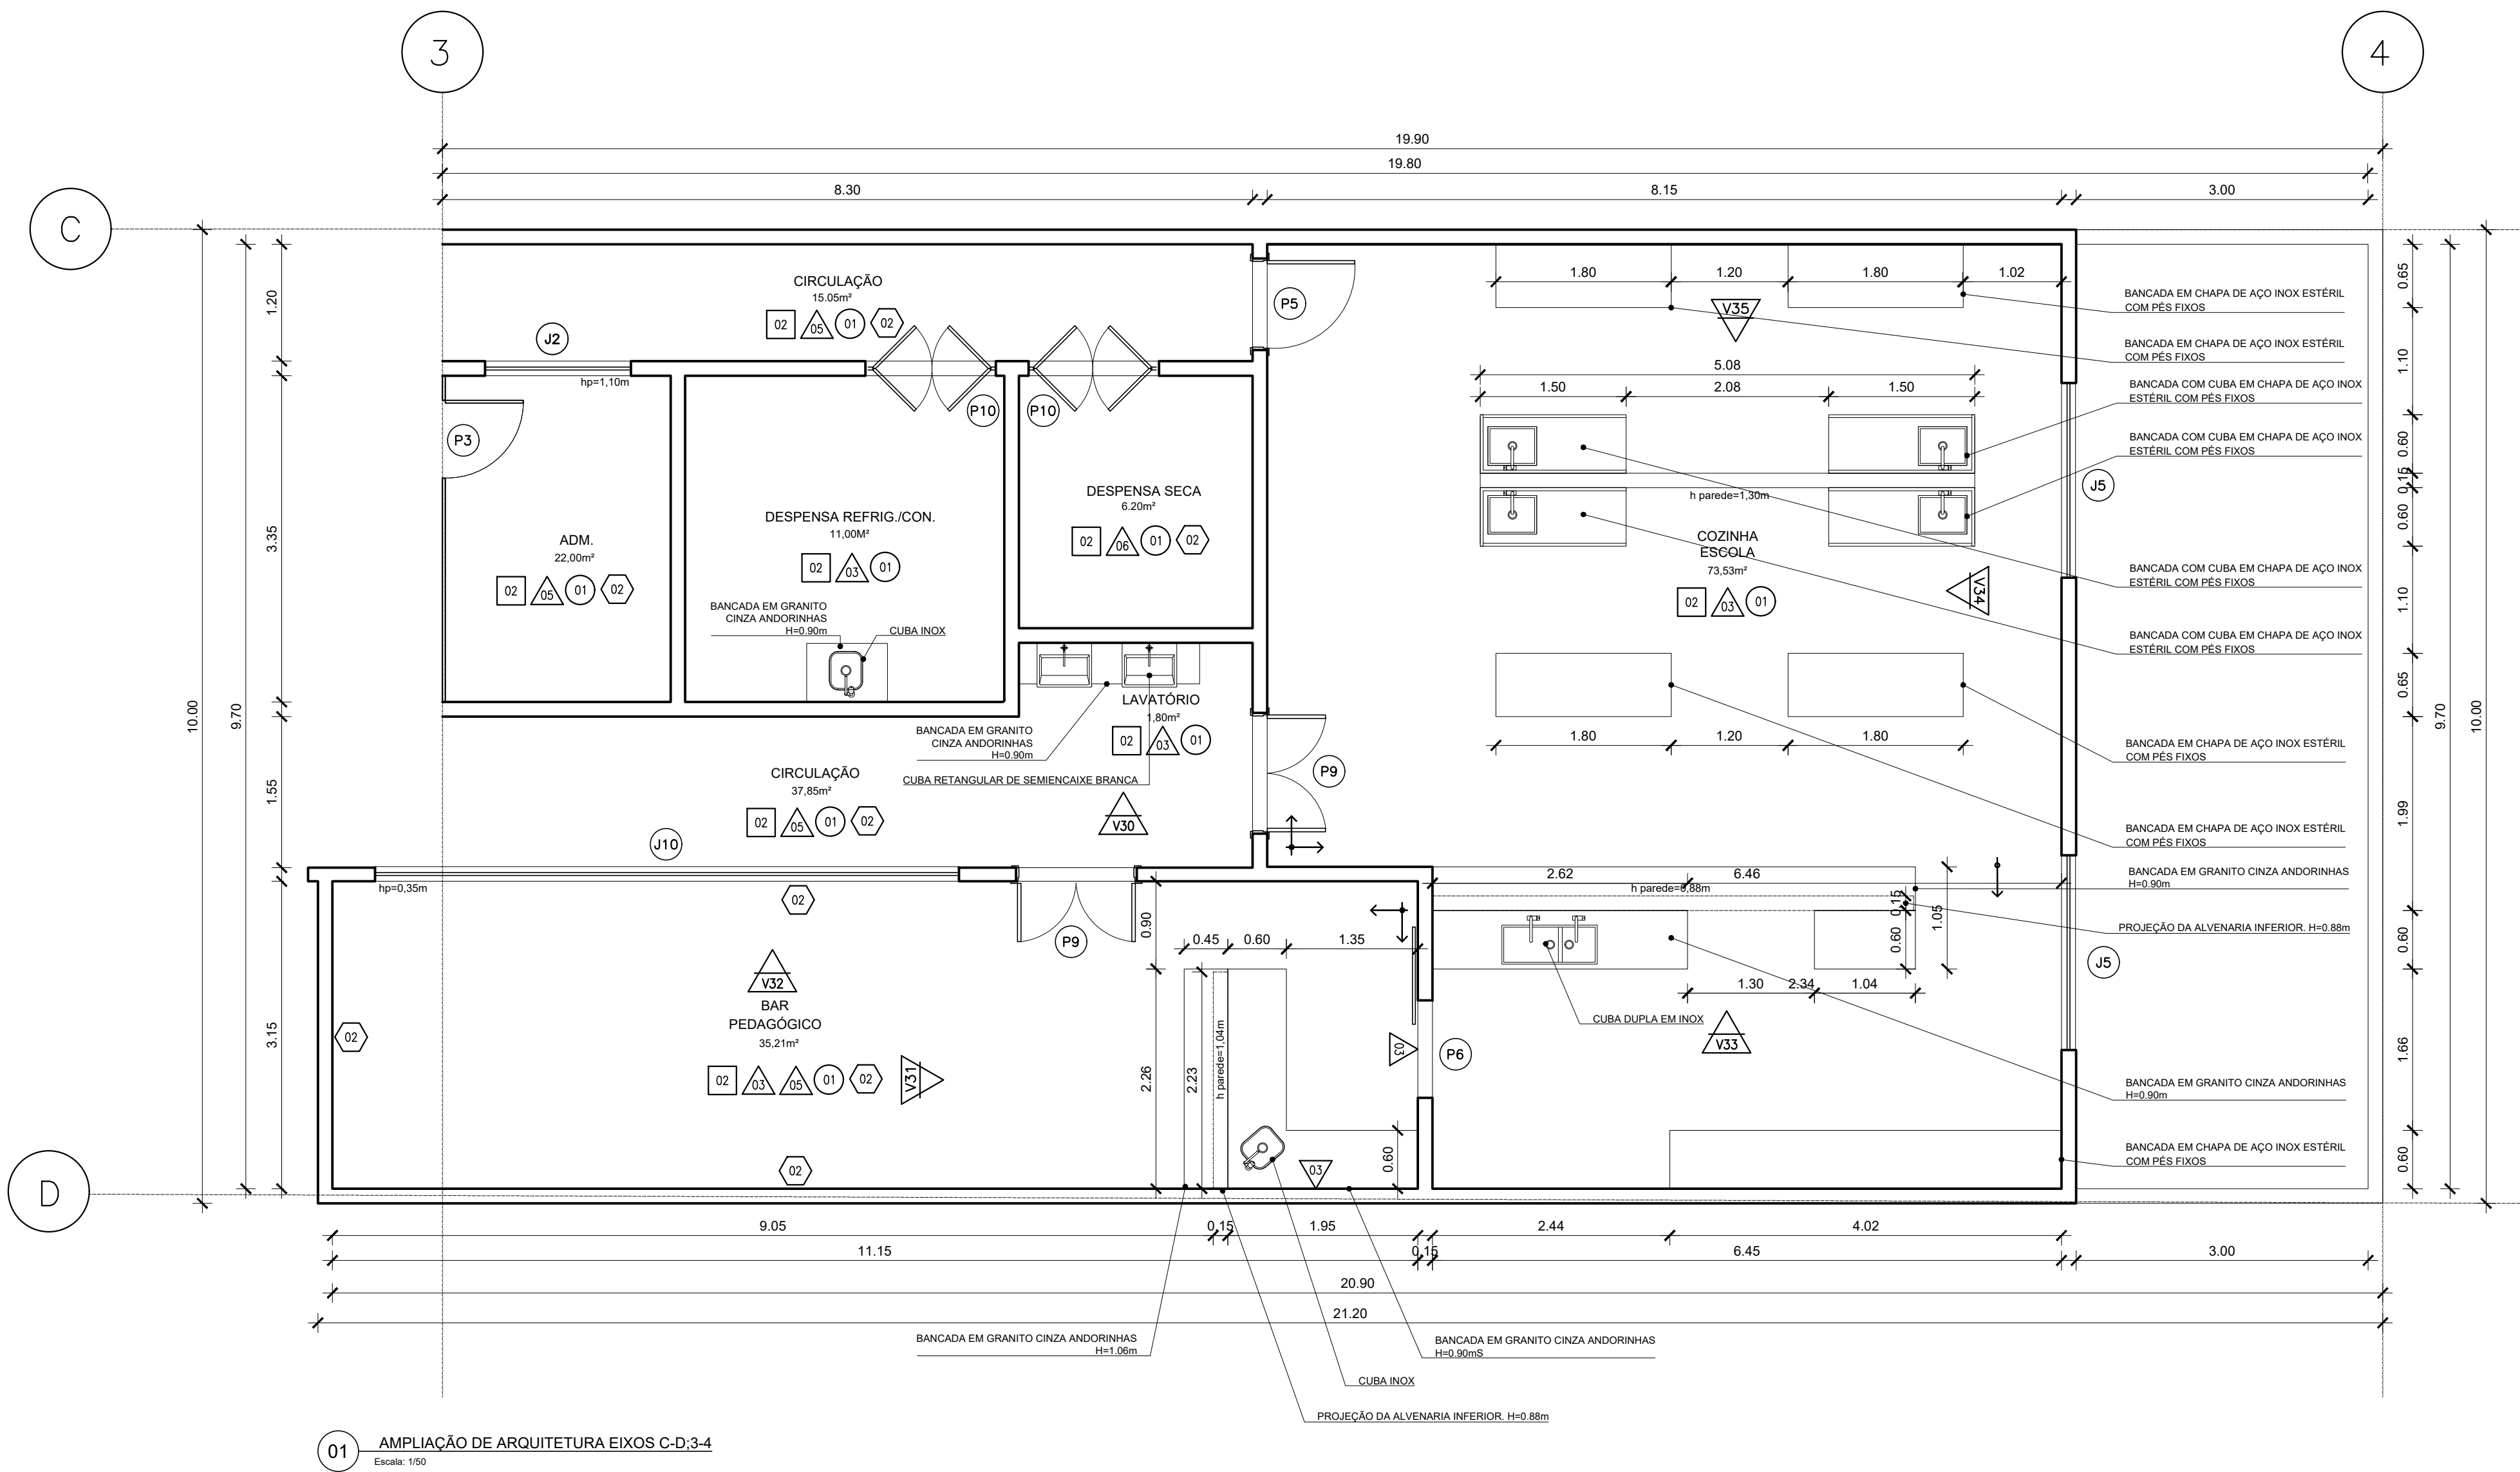 3
4
19.90
19.80
8.30
8.15
3.00
C
CIRCULAÇÃO
15.05m²
02
05
01
02
P5
1.80
1.20
1.80
1.02
V35
BANCADA EM CHAPA DE AÇO INOX ESTÉRIL
COM PÉS FIXOS
BANCADA EM CHAPA DE AÇO INOX ESTÉRIL
COM PÉS FIXOS
0.65
1.20
J2
hp=1,10m
P10
P10
P3
5.08
1.50
2.08
1.50
1.10
BANCADA COM CUBA EM CHAPA DE AÇO INOX
ESTÉRIL COM PÉS FIXOS
BANCADA COM CUBA EM CHAPA DE AÇO INOX
ESTÉRIL COM PÉS FIXOS
0.60
0.15
0.60
h parede=1,30m
J5
3.35
ADM.
22,00m²
02
05
01
02
DESPENSA REFRIG./CON.
11,00M²
02
03
01
BANCADA EM GRANITO
CINZA ANDORINHAS
H=0.90m
CUBA INOX
DESPENSA SECA
6.20m²
02
06
01
02
COZINHA
ESCOLA
73,53m²
02
03
01
V34
BANCADA COM CUBA EM CHAPA DE AÇO INOX
ESTÉRIL COM PÉS FIXOS
1.10
BANCADA COM CUBA EM CHAPA DE AÇO INOX
ESTÉRIL COM PÉS FIXOS
10.00
9.70
LAVATÓRIO
1,80m²
02
03
01
BANCADA EM GRANITO
CINZA ANDORINHAS
H=0.90m
CUBA RETANGULAR DE SEMIENCAIXE BRANCA
1.80
1.20
1.80
0.65
9.70
10.00
BANCADA EM CHAPA DE AÇO INOX ESTÉRIL
COM PÉS FIXOS
1.55
CIRCULAÇÃO
37,85m²
02
05
01
02
J10
V30
P9
1.99
BANCADA EM CHAPA DE AÇO INOX ESTÉRIL
COM PÉS FIXOS
hp=0,35m
02
P9
0.90
0.45
0.60
1.35
2.62
6.46
h parede=0,88m
0.15
1.05
0.60
BANCADA EM GRANITO CINZA ANDORINHAS
H=0.90m
PROJEÇÃO DA ALVENARIA INFERIOR. H=0.88m
0.60
J5
1.30
2.34
1.04
CUBA DUPLA EM INOX
V33
3.15
02
V32
BAR
PEDAGÓGICO
35,21m²
02
03
05
01
02
V31
2.26
2.23
h parede=1,04m
03
P6
1.66
BANCADA EM GRANITO CINZA ANDORINHAS
H=0.90m
D
02
0.60
03
BANCADA EM CHAPA DE AÇO INOX ESTÉRIL
COM PÉS FIXOS
0.60
9.05
0.15
1.95
2.44
4.02
11.15
0.15
6.45
3.00
20.90
21.20
BANCADA EM GRANITO CINZA ANDORINHAS
H=1.06m
BANCADA EM GRANITO CINZA ANDORINHAS
H=0.90mS
CUBA INOX
PROJEÇÃO DA ALVENARIA INFERIOR. H=0.88m
01
AMPLIAÇÃO DE ARQUITETURA EIXOS C-D;3-4
Escala: 1/50